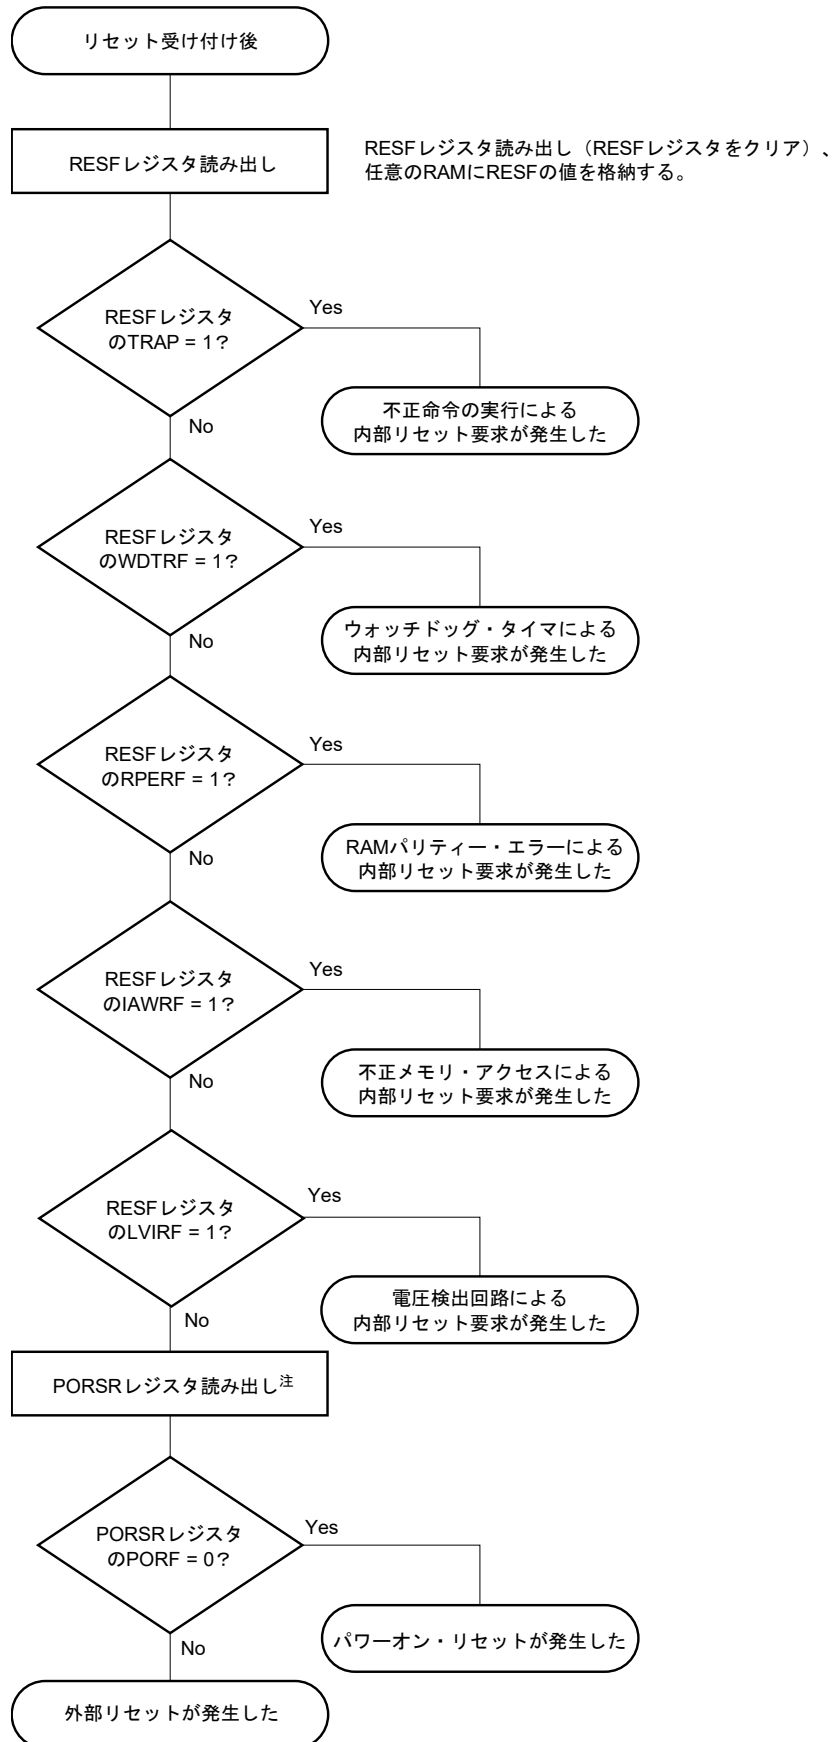 リセット受け付け後
RESFレジスタ読み出し
RESFレジスタ読み出し（RESFレジスタをクリア）、
任意のRAMにRESFの値を格納する。
RESFレジスタ
のTRAP = 1?
Yes
不正命令の実行による
内部リセット要求が発生した
No
RESFレジスタ
のWDTRF = 1?
Yes
ウォッチドッグ・タイマによる
内部リセット要求が発生した
No
RESFレジスタ
のRPERF = 1?
Yes
RAMパリティー・エラーによる
内部リセット要求が発生した
No
RESFレジスタ
のIAWRF = 1?
Yes
不正メモリ・アクセスによる
内部リセット要求が発生した
No
RESFレジスタ
のLVIRF = 1?
Yes
電圧検出回路による
内部リセット要求が発生した
No
PORSRレジスタ読み出し注
PORSRレジスタ
のPORF = 0?
Yes
パワーオン・リセットが発生した
No
外部リセットが発生した